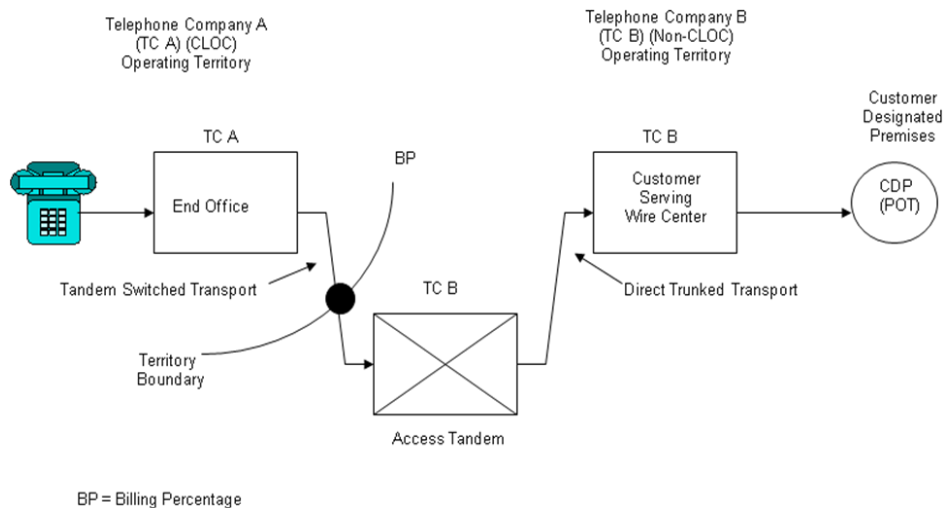 Telephone Company A
(TC A) (CLOC)
Operating Territory
Telephone Company B
(TC B) (Non-CLOC)
Operating Territory
Customer
Designated
Premises
TC A
BP
TC B
End Office
Customer
Serving
Wire Center
CDP
(POT)
Tandem Switched Transport
TC B
Direct Trunked Transport
Territory
Boundary
Access Tandem
BP = Billing Percentage